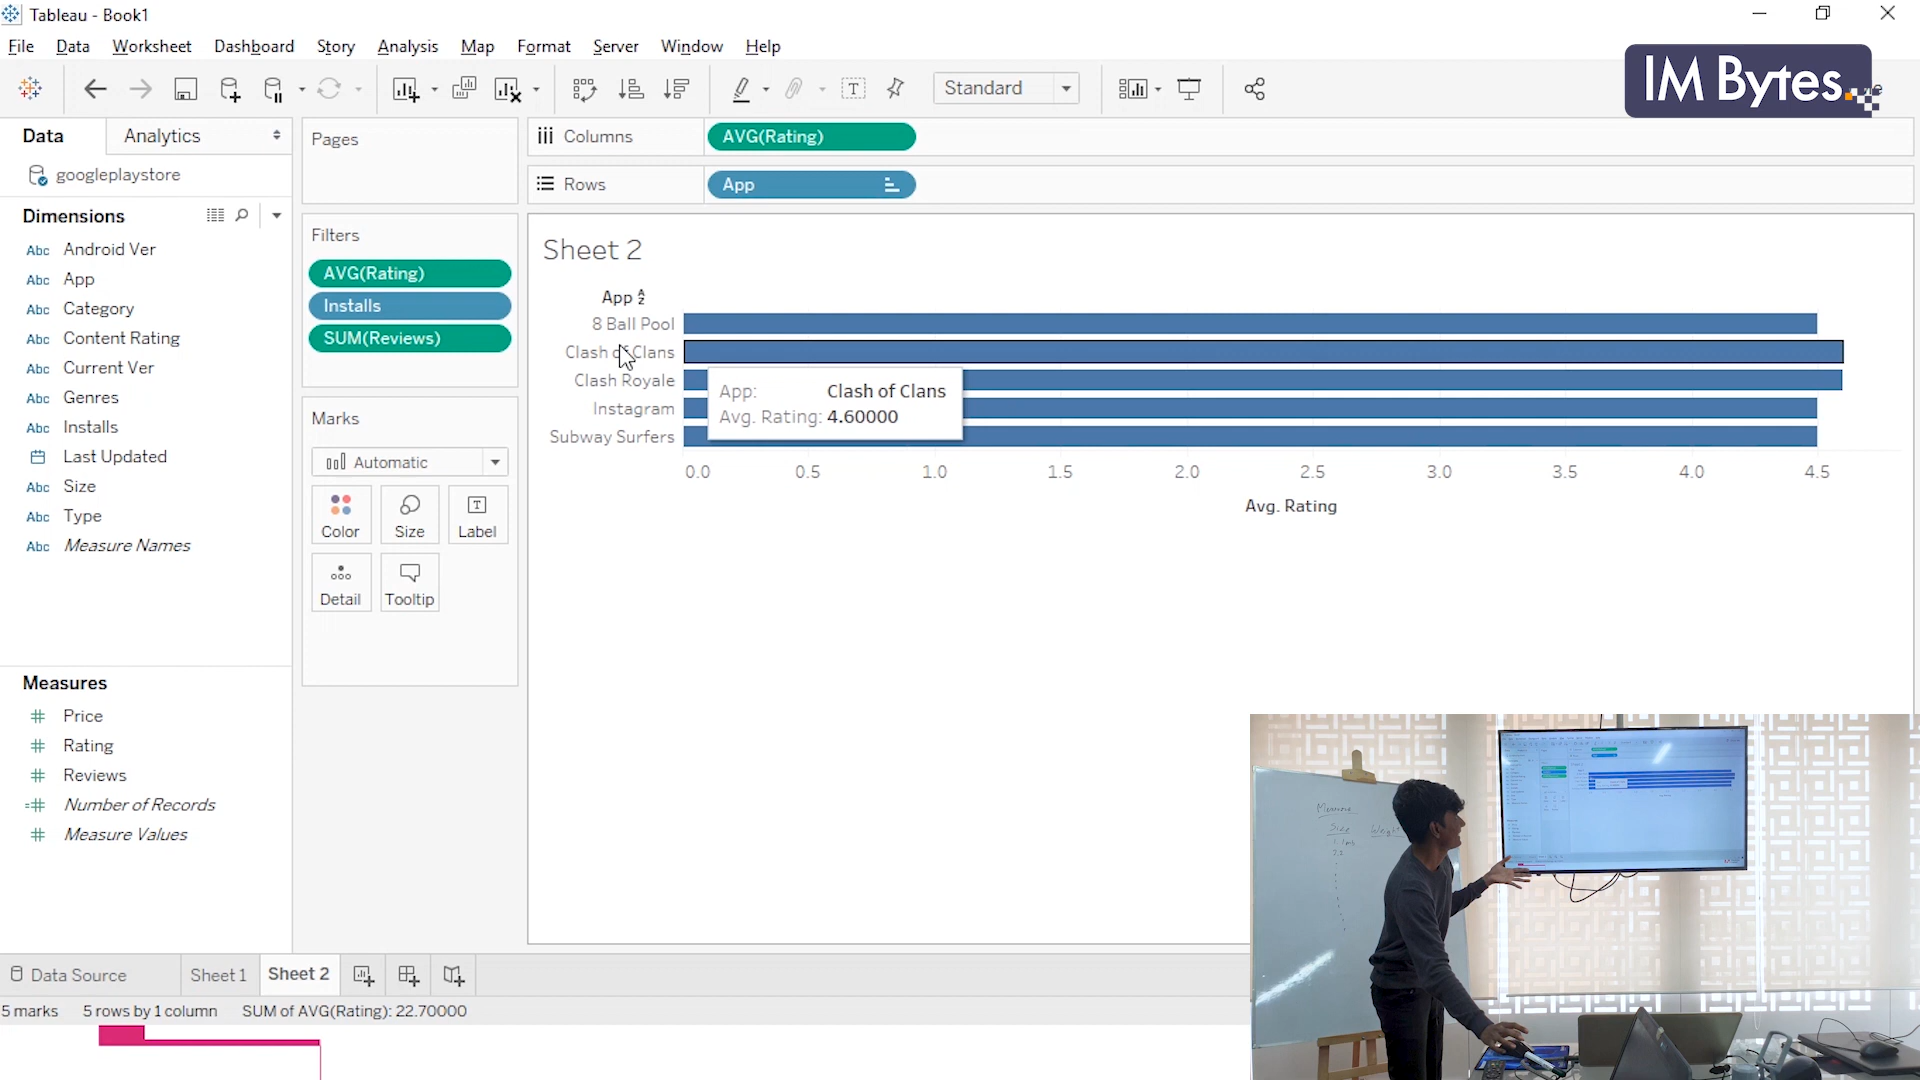 Tableau - Book1
File Data Worksheet Dashboard Story Analysis Map Format Server Window Help
Standard
IM Bytes.
Data Analytics
googleplaystore
Dimensions
Abc Android Ver
Abc App
Abc Category
Abc Content Rating
Abc Current Ver
Abc Genres
Abc Installs
Last Updated
Abc Size
Abc Type
Abc Measure Names
Measures
# Price
# Rating
# Reviews
=# Number of Records
# Measure Values
Pages
Filters
AVG(Rating)
Installs
SUM(Reviews)
Marks
Automatic
Color Size Label
Detail Tooltip
Columns AVG(Rating)
Rows App
Sheet 2
App
8 Ball Pool
Clash of Clans
Clash Royale
Instagram
Subway Surfers
App: Clash of Clans
Avg. Rating: 4.60000
0.0 0.5 1.0 1.5 2.0 2.5 3.0 3.5 4.0 4.5
Avg. Rating
Size Weight
Data Source Sheet 1 Sheet 2
5 marks 5 rows by 1 column SUM of AVG(Rating): 22.70000